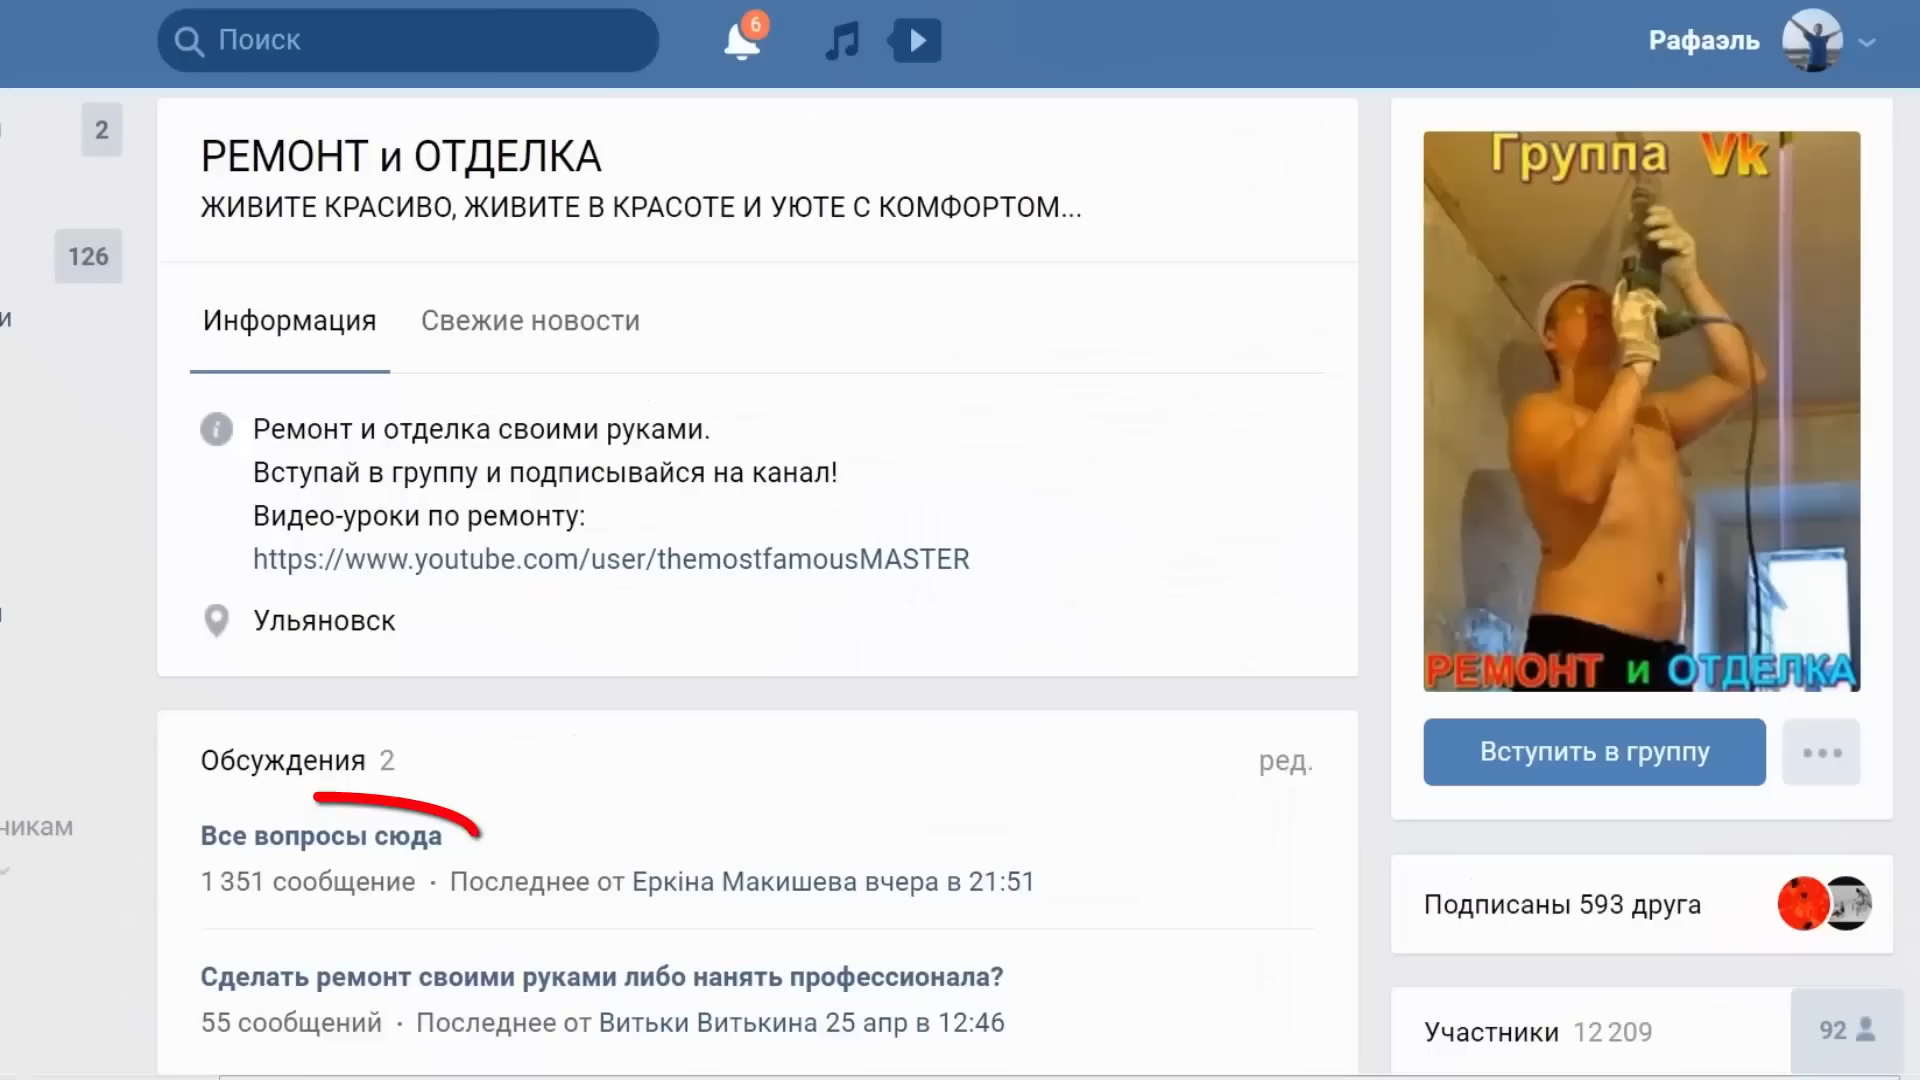 Поиск
6
Рафаэль
2
126
и
чикам
РЕМОНТ и ОТДЕЛКА
ЖИВИТЕ КРАСИВО, ЖИВИТЕ В КРАСОТЕ И УЮТЕ С КОМФОРТОМ...
Информация
Свежие новости
Ремонт и отделка своими руками.
Вступай в группу и подписывайся на канал!
Видео-уроки по ремонту:
https://www.youtube.com/user/themostfamousMASTER
Ульяновск
Обсуждения 2
ред.
Все вопросы сюда
1 351 сообщение · Последнее от Еркіна Макишева вчера в 21:51
Сделать ремонт своими руками либо нанять профессионала?
55 сообщений · Последнее от Витьки Витькина 25 апр в 12:46
Группа Vk
РЕМОНТ и ОТДЕЛКА
Вступить в группу
Подписаны 593 друга
Участники 12 209
92